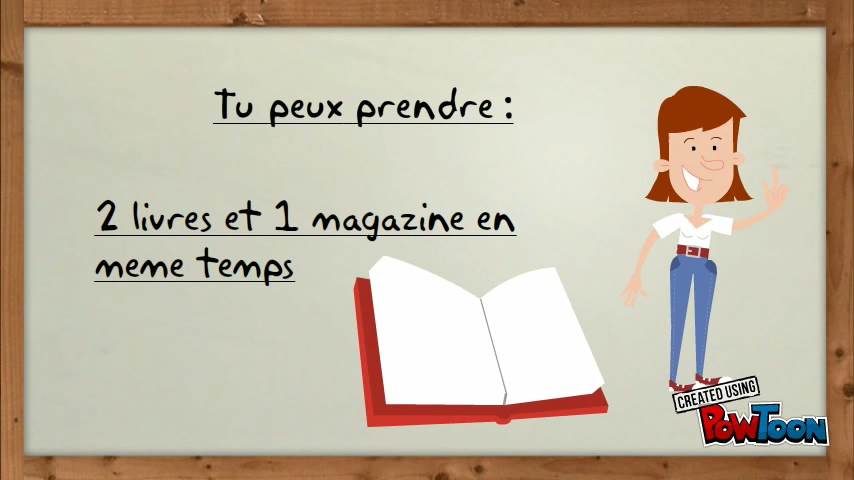 Tu peux prendre :
2 livres et 1 magazine en
meme temps
CREATED USING
POWTOON